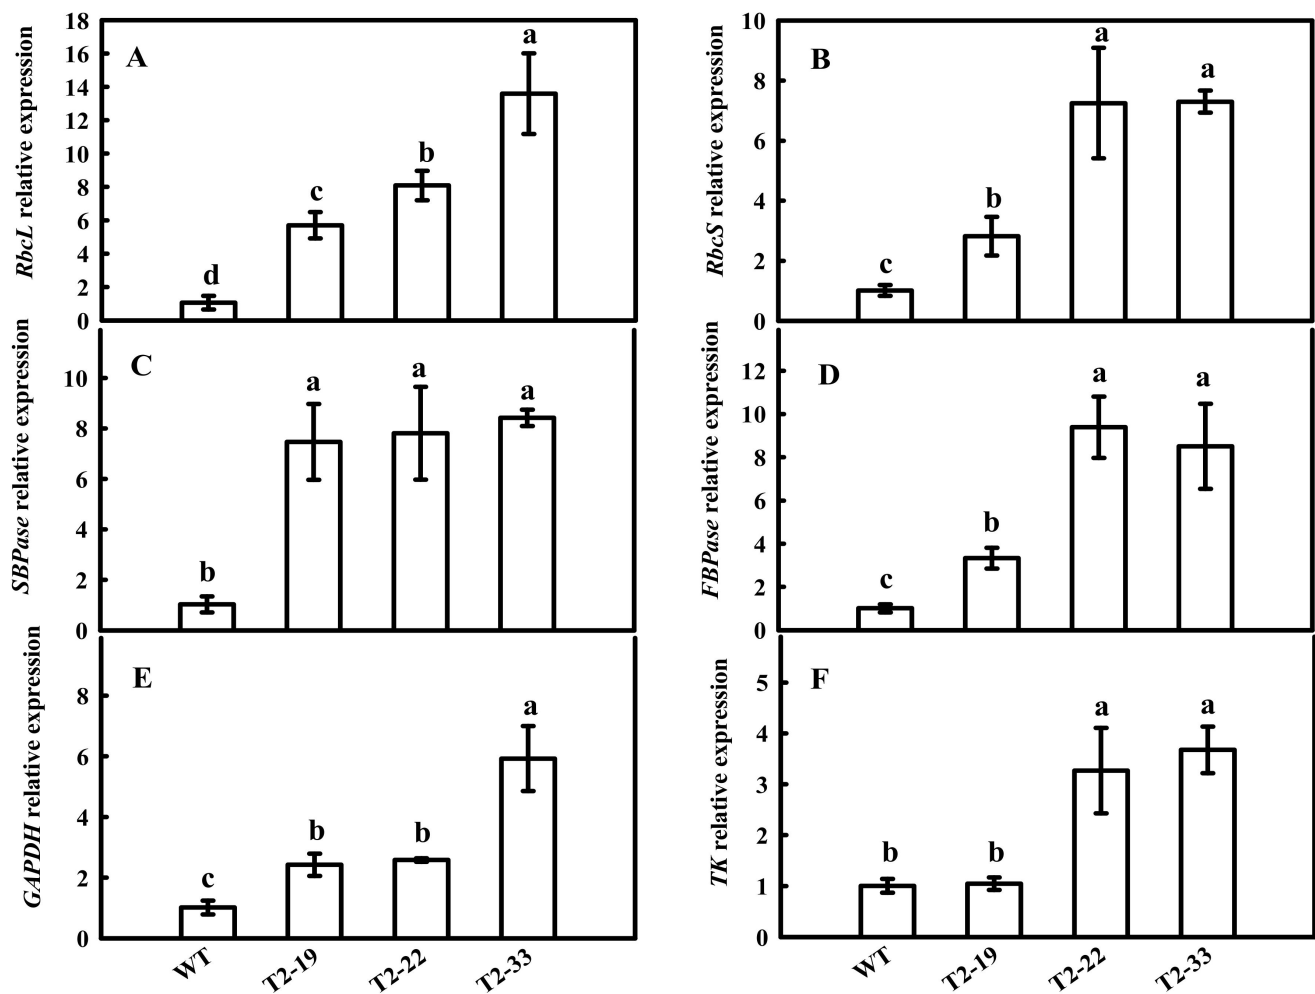 A
RbcL relative expression
18
16
14
12
10
8
6
4
2
0
d
c
b
a
B
RbcS relative expression
10
8
6
4
2
0
c
b
a
a
C
SBPase relative expression
10
8
6
4
2
0
b
a
a
a
D
FBPase relative expression
12
10
8
6
4
2
0
c
b
a
a
E
GAPDH relative expression
8
6
4
2
0
c
b
b
a
WT
T2-19
T2-22
T2-33
F
TK relative expression
5
4
3
2
1
0
b
b
a
a
WT
T2-19
T2-22
T2-33